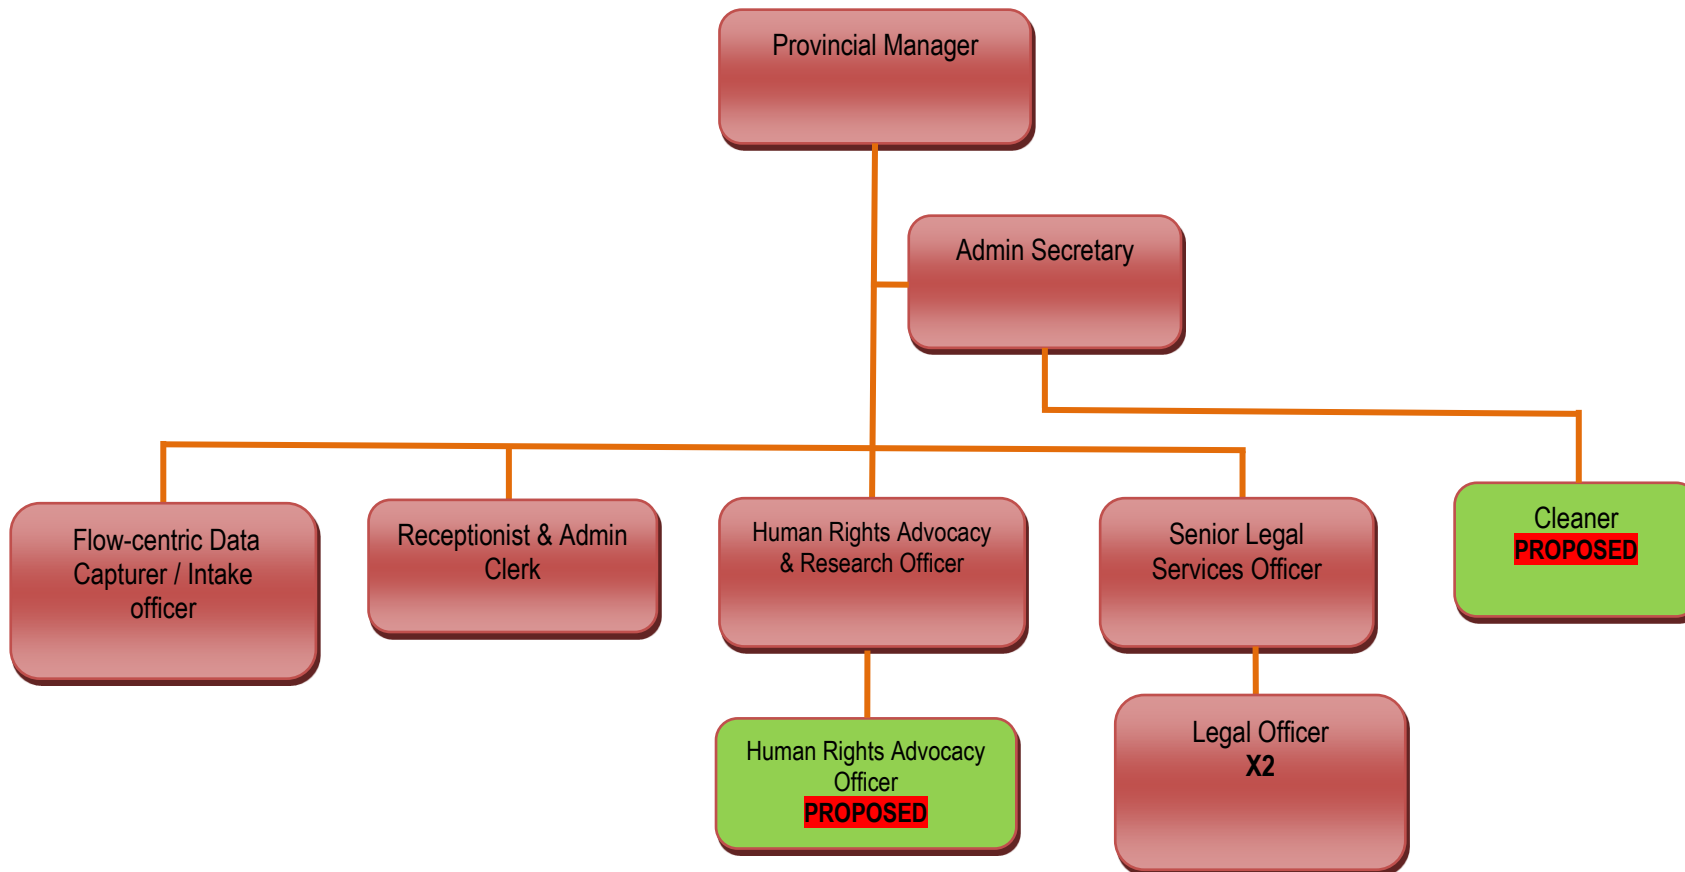 Provincial Manager
Admin Secretary
Flow-centric Data
Capturer / Intake
officer
Receptionist & Admin
Clerk
Human Rights Advocacy
& Research Officer
Senior Legal
Services Officer
Cleaner
PROPOSED
Human Rights Advocacy
Officer
PROPOSED
Legal Officer
X2